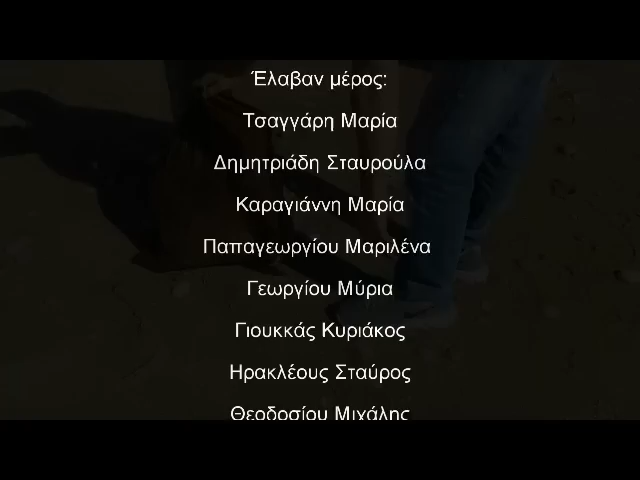 Έλαβαν μέρος:
Τσαγγάρη Μαρία
Δημητριάδη Σταυρούλα
Καραγιάννη Μαρία
Παπαγεωργίου Μαριλένα
Γεωργίου Μύρια
Γιουκκάς Κυριάκος
Ηρακλέους Σταύρος
Θεοδοσίου Μιχάλης